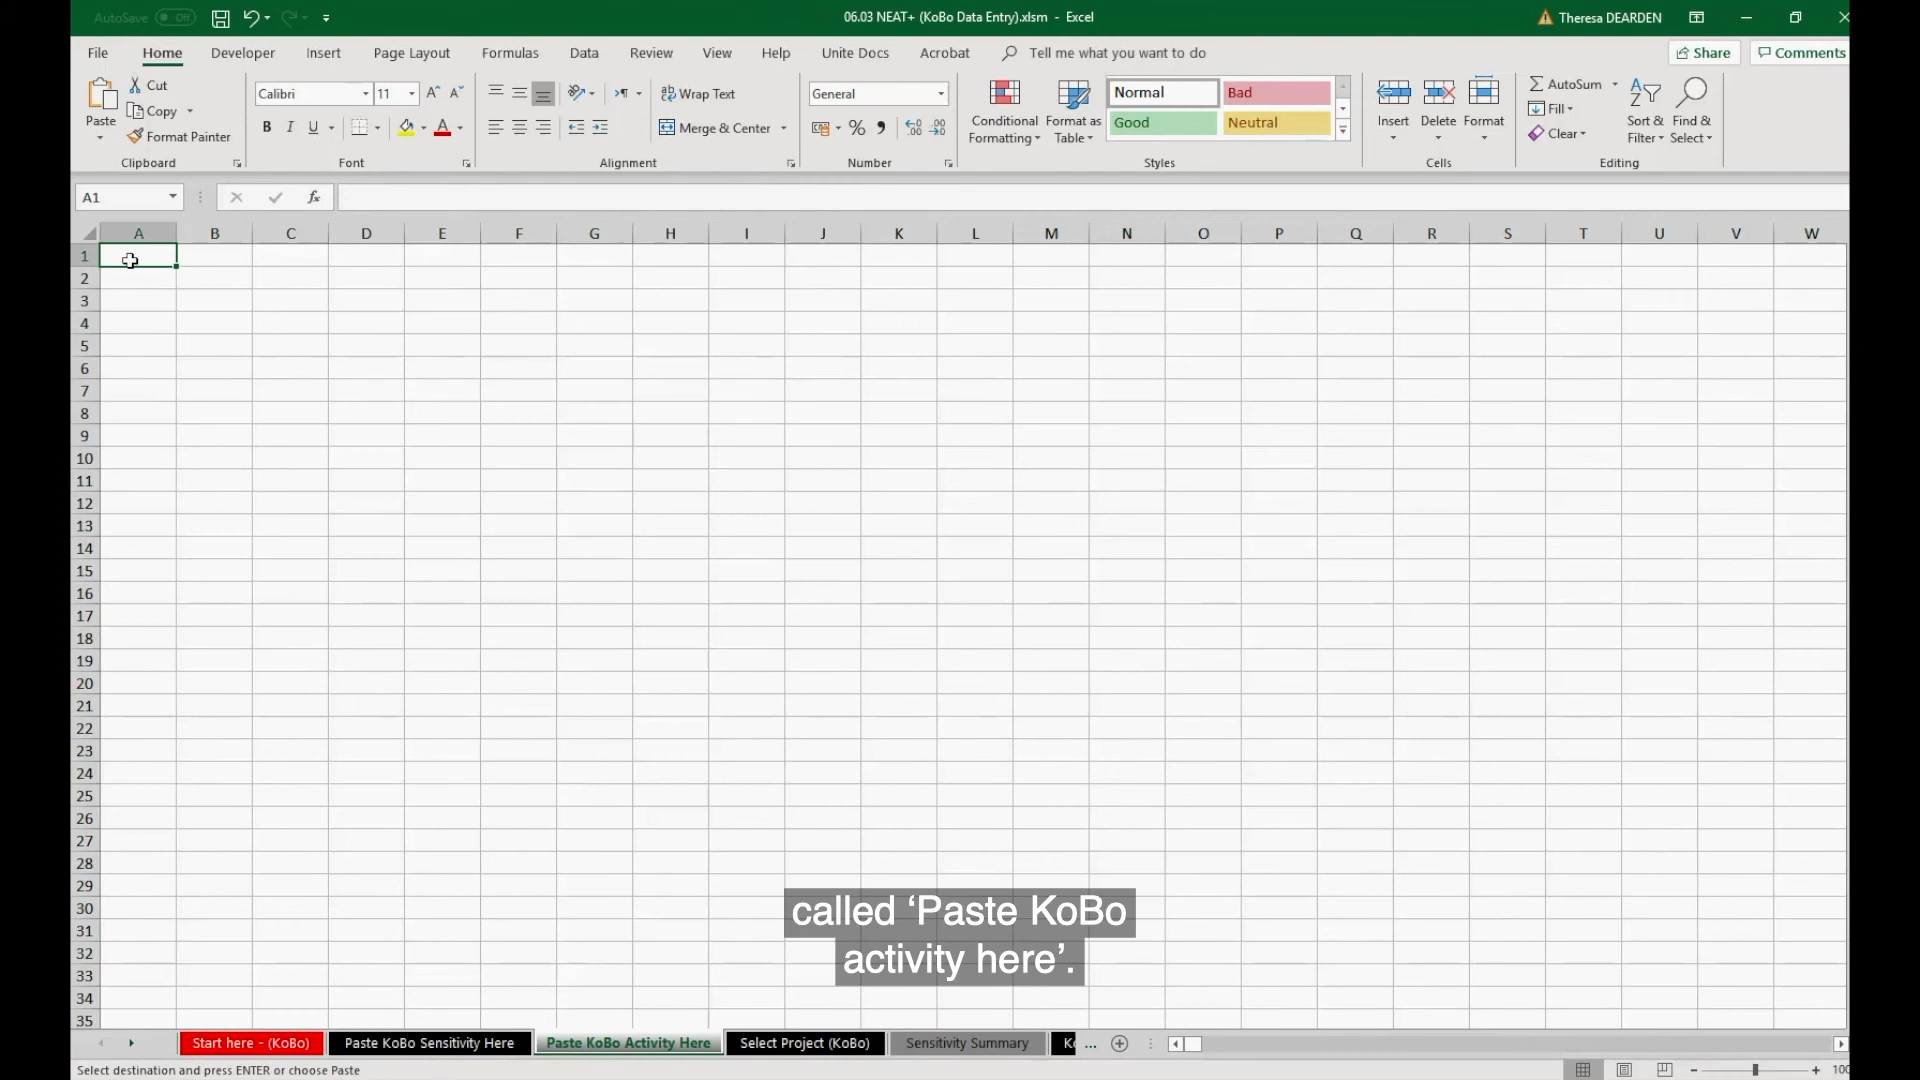 AutoSave Off 06.03 NEAT+ (KoBo Data Entry).xlsm - Excel Theresa DEARDEN
File Home Developer Insert Page Layout Formulas Data Review View Help Unite Docs Acrobat Tell me what you want to do Share Comments
Paste Cut Copy Format Painter Clipboard
Calibri 11 B I U A Font
Wrap Text Merge & Center Alignment
General % Number
Conditional Formatting Format as Table
Normal Bad Good Neutral Styles
Insert Delete Format Cells
AutoSum Fill Clear Sort & Filter Find & Select Editing
A1 fx
A B C D E F G H I J K L M N O P Q R S T U V W
1
2
3
4
5
6
7
8
9
10
11
12
13
14
15
16
17
18
19
20
21
22
23
24
25
26
27
28
29
30
31
32
33
34
35
called ‘Paste KoBo
activity here’.
Start here - (KoBo) Paste KoBo Sensitivity Here Paste KoBo Activity Here Select Project (KoBo) Sensitivity Summary ...
Select destination and press ENTER or choose Paste 100